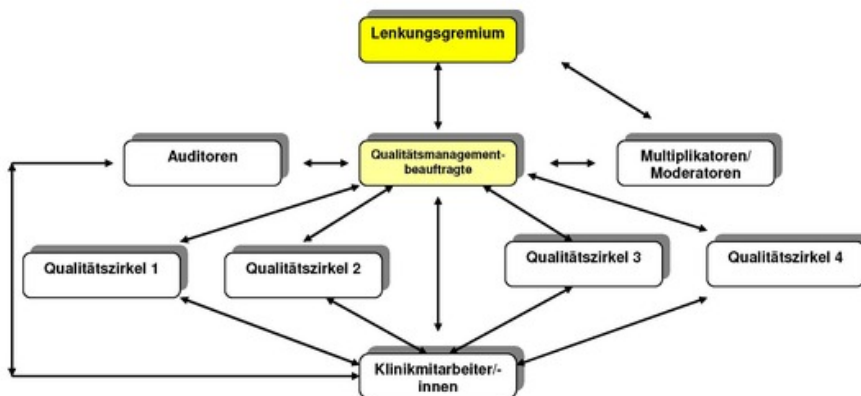 Lenkungsgremium
Auditoren
Qualitätsmanagement-
beauftragte
Multiplikatoren/
Moderatoren
Qualitätszirkel 1
Qualitätszirkel 2
Qualitätszirkel 3
Qualitätszirkel 4
Klinikmitarbeiter/-
innen